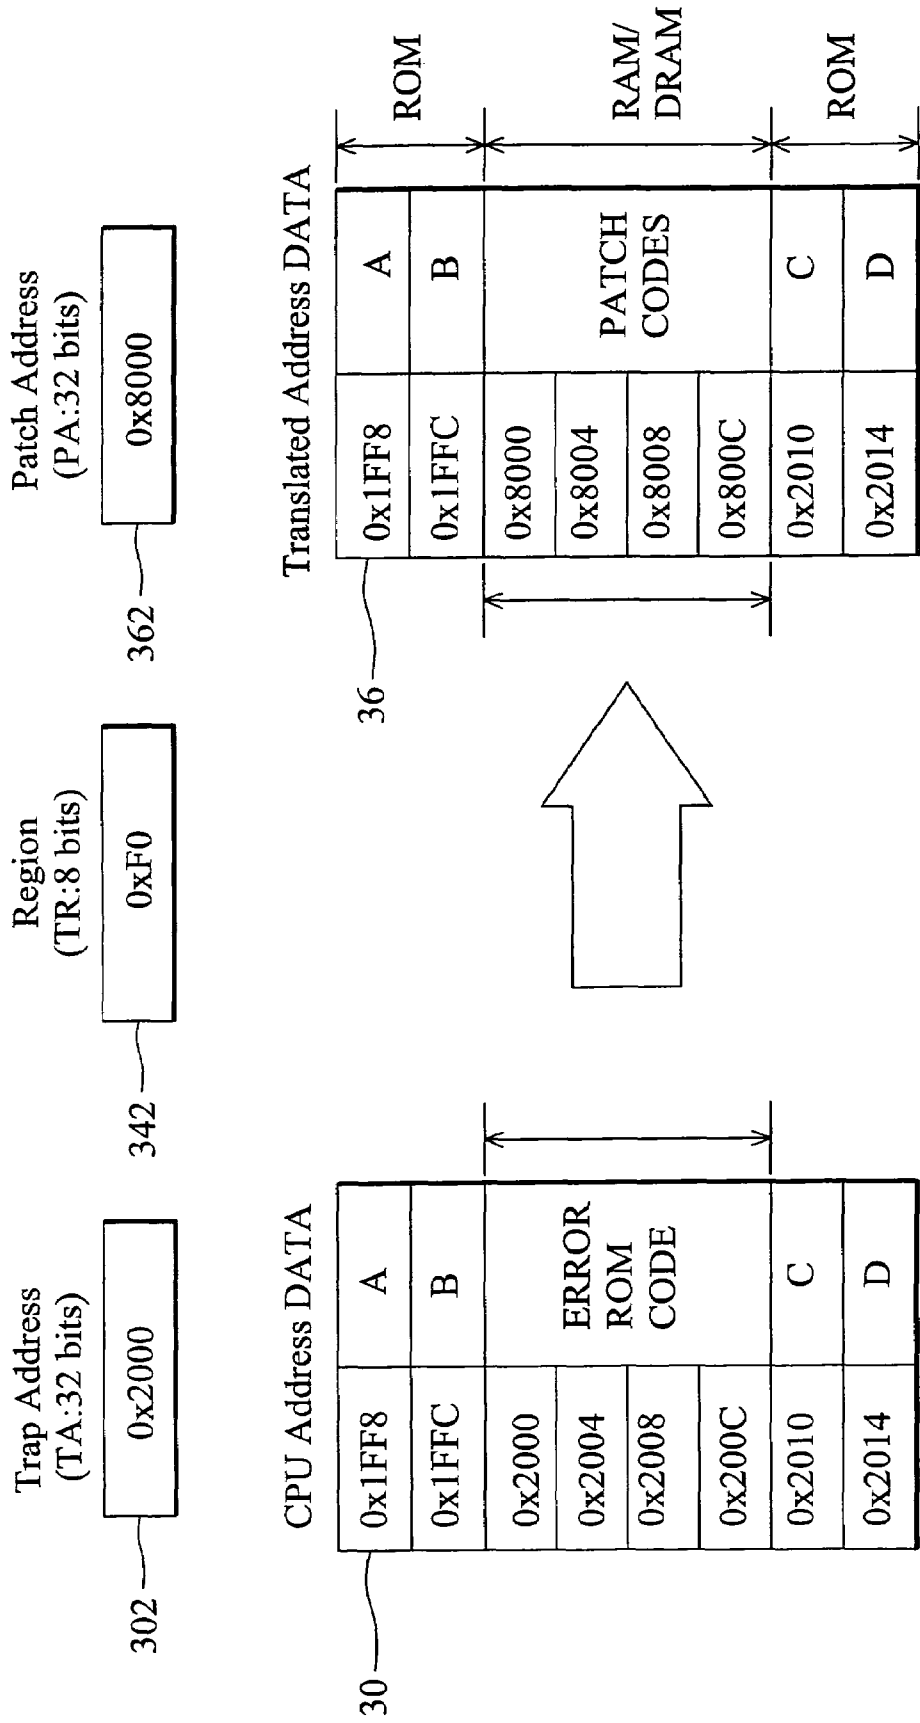 Trap Address
(TA:32 bits)
0x2000
302
Region
(TR:8 bits)
0xF0
342
Patch Address
(PA:32 bits)
0x8000
362
CPU Address DATA
0x1FF8 A
0x1FFC B
0x2000
0x2004
0x2008
0x200C
ERROR
ROM
CODE
0x2010 C
0x2014 D
30
Translated Address DATA
0x1FF8 A
0x1FFC B
0x8000
0x8004
0x8008
0x800C
PATCH
CODES
0x2010 C
0x2014 D
36
ROM
RAM/
DRAM
ROM